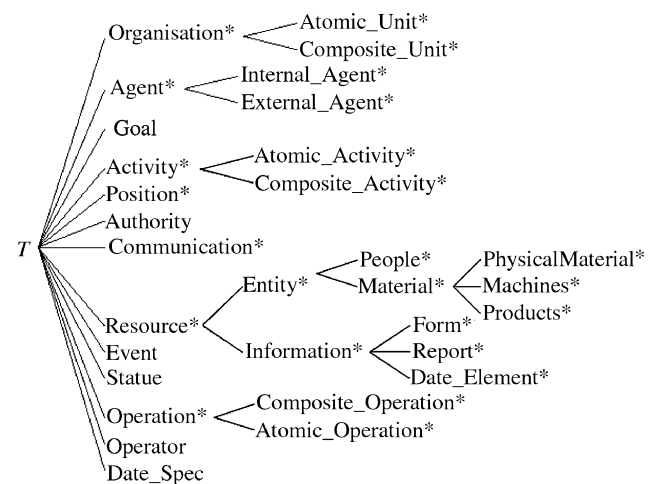 Organisation*
Atomic_Unit*
Composite_Unit*
Agent*
Internal_Agent*
External_Agent*
Goal
Activity*
Atomic_Activity*
Composite_Activity*
Position*
Authority
T
Communication*
Resource*
Entity*
People*
Material*
PhysicalMaterial*
Machines*
Products*
Information*
Form*
Report*
Date_Element*
Event
Statue
Operation*
Composite_Operation*
Atomic_Operation*
Operator
Date_Spec